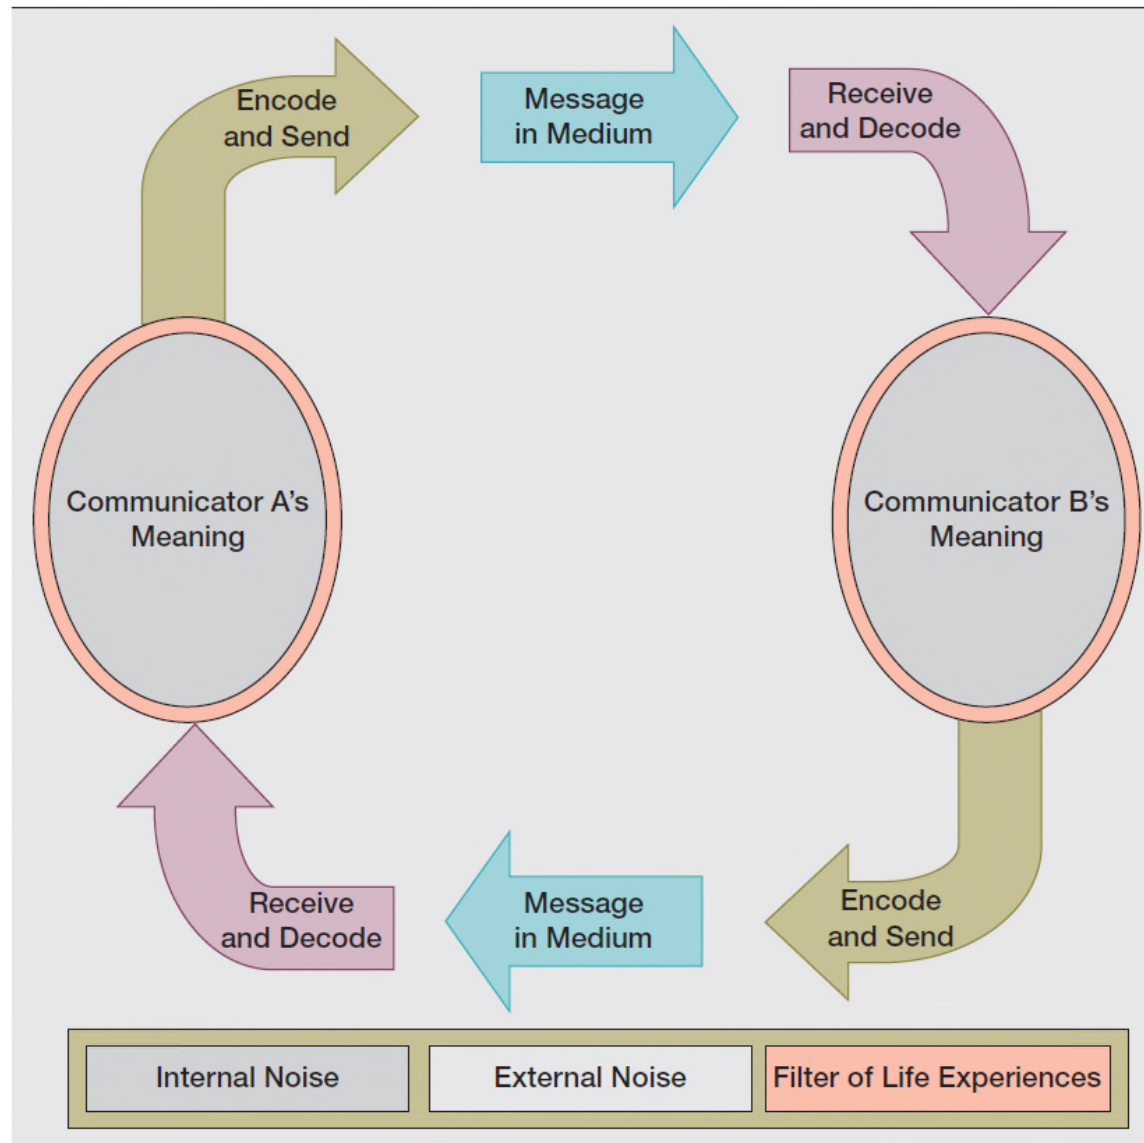 Encode
and Send
Message
in Medium
Receive
and Decode
Communicator A’s
Meaning
Communicator B’s
Meaning
Receive
and Decode
Message
in Medium
Encode
and Send
Internal Noise
External Noise
Filter of Life Experiences